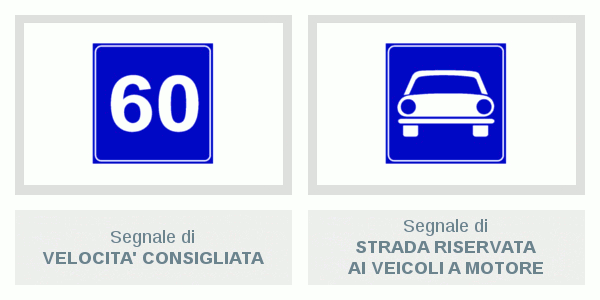 60
Segnale di
VELOCITA' CONSIGLIATA
Segnale di
STRADA RISERVATA
AI VEICOLI A MOTORE